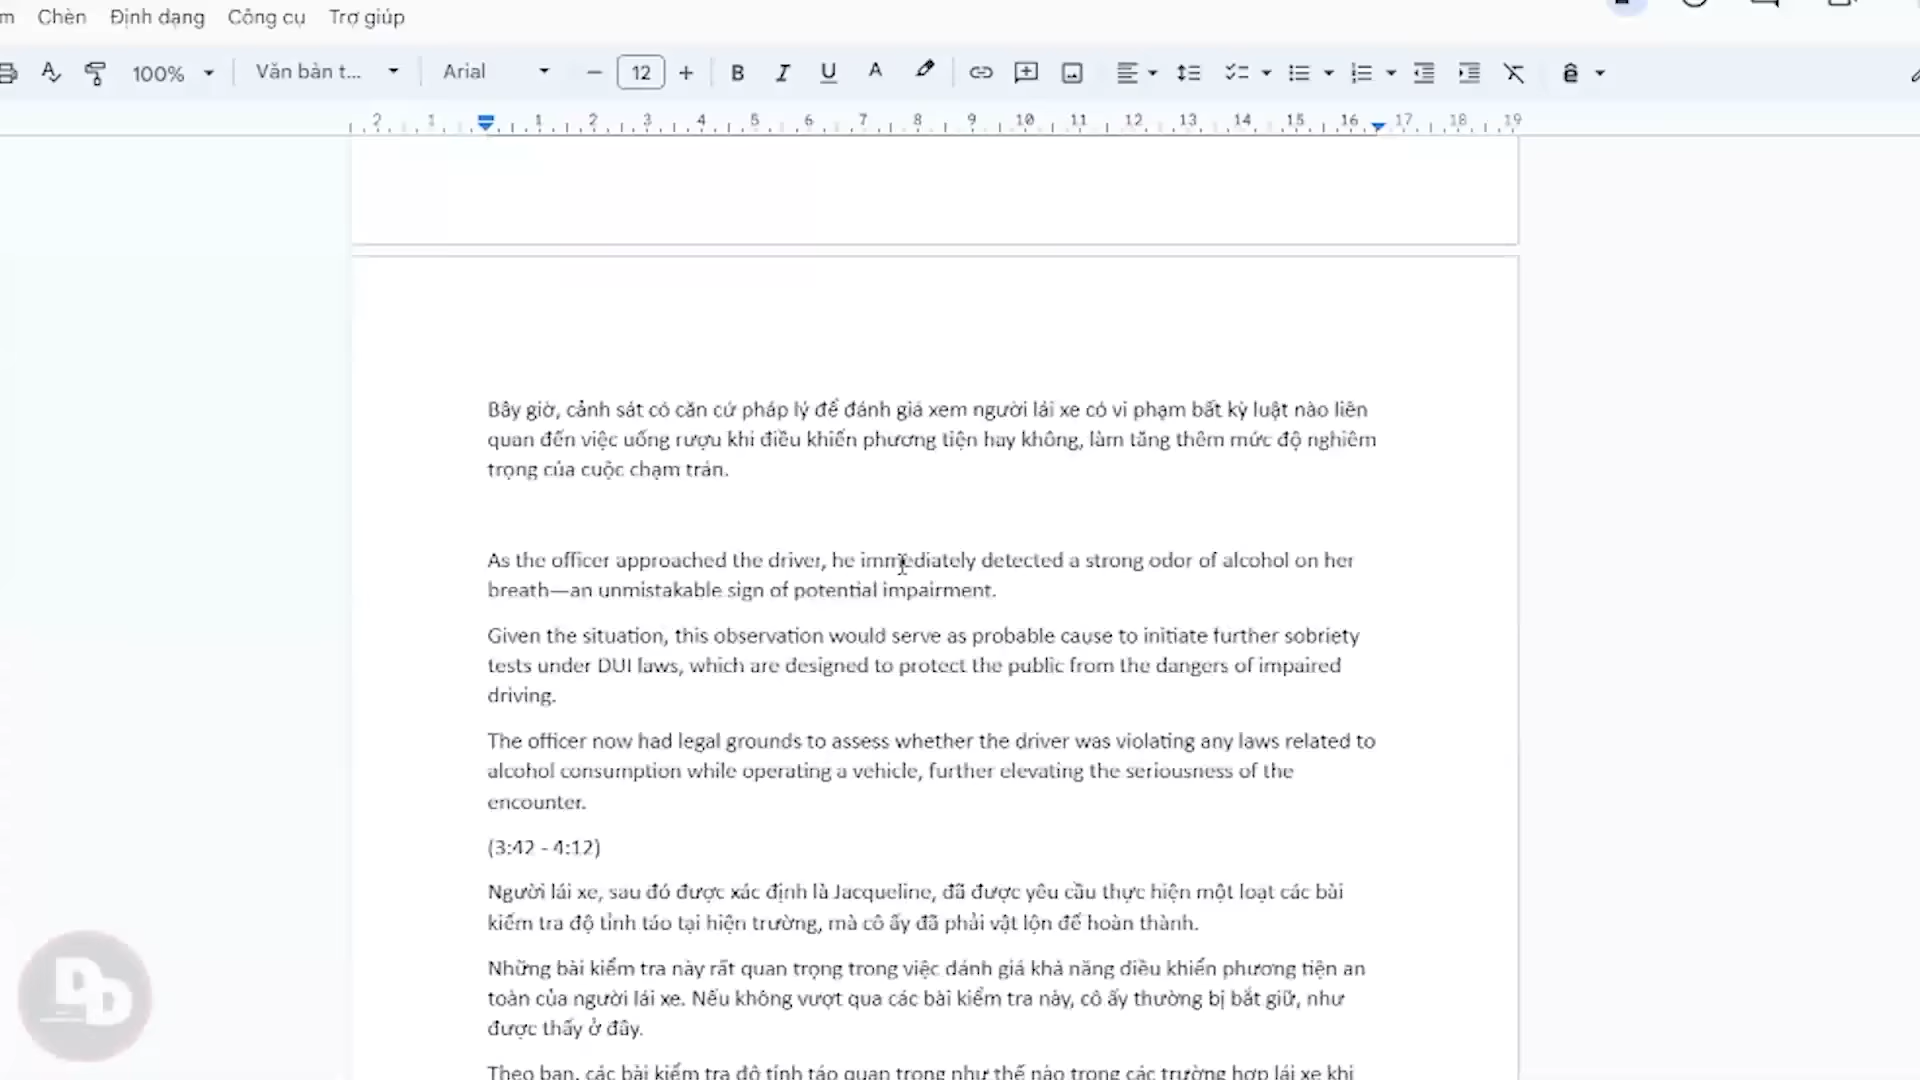 Chèn Định dạng Công cụ Trợ giúp
100% Văn bản t... Arial 12 B I U A
2 1 1 2 3 4 5 6 7 8 9 10 11 12 13 14 15 16 17 18 19
Bây giờ, cảnh sát có căn cứ pháp lý để đánh giá xem người lái xe có vi phạm bất kỳ luật nào liên
quan đến việc uống rượu khi điều khiển phương tiện hay không, làm tăng thêm mức độ nghiêm
trọng của cuộc chạm trán.
As the officer approached the driver, he immediately detected a strong odor of alcohol on her
breath—an unmistakable sign of potential impairment.
Given the situation, this observation would serve as probable cause to initiate further sobriety
tests under DUI laws, which are designed to protect the public from the dangers of impaired
driving.
The officer now had legal grounds to assess whether the driver was violating any laws related to
alcohol consumption while operating a vehicle, further elevating the seriousness of the
encounter.
(3:42 - 4:12)
Người lái xe, sau đó được xác định là Jacqueline, đã được yêu cầu thực hiện một loạt các bài
kiểm tra độ tỉnh táo tại hiện trường, mà cô ấy đã phải vật lộn để hoàn thành.
Những bài kiểm tra này rất quan trọng trong việc đánh giá khả năng điều khiển phương tiện an
toàn của người lái xe. Nếu không vượt qua các bài kiểm tra này, cô ấy thường bị bắt giữ, như
được thấy ở đây.
Theo bạn, các bài kiểm tra độ tỉnh táo quan trọng như thế nào trong các trường hợp lái xe khi
DD